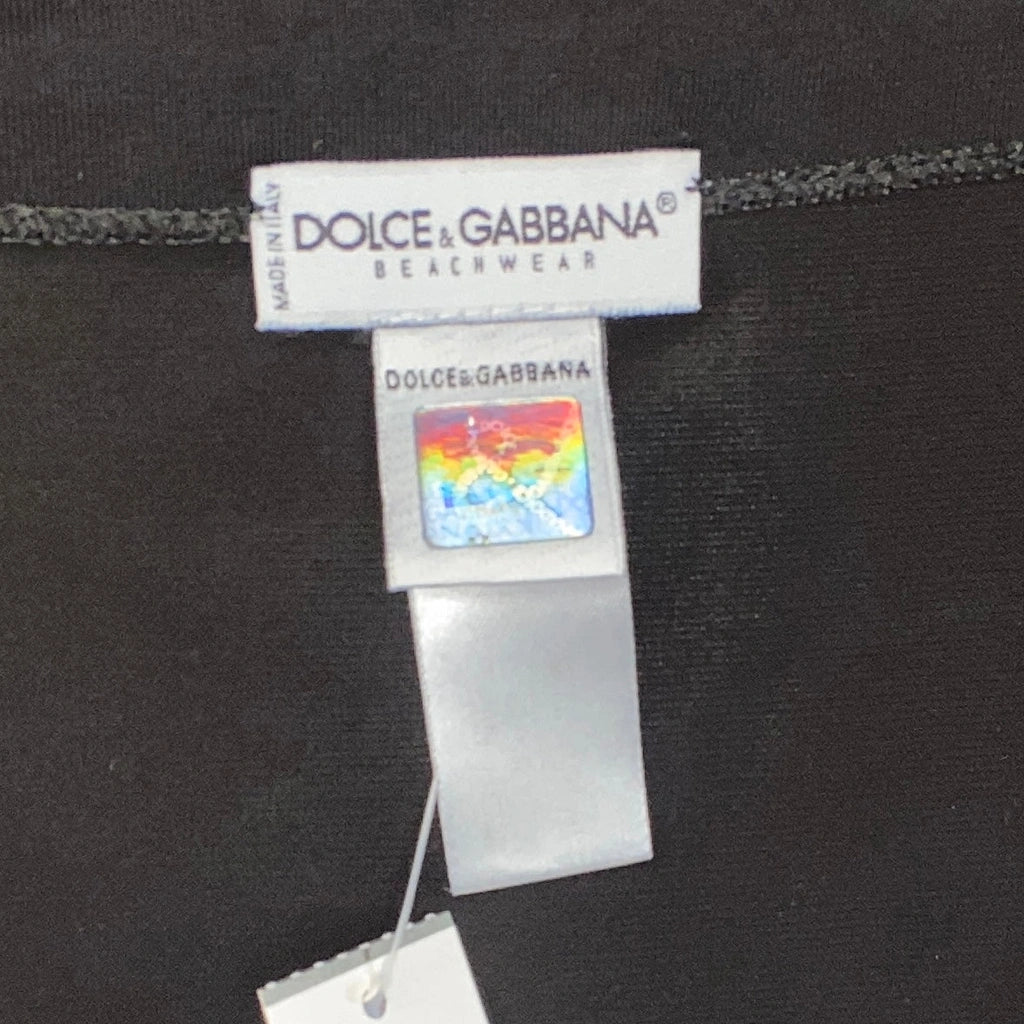 MADE IN ITALY
DOLCE & GABBANA®
BEACHWEAR
DOLCE&GABBANA